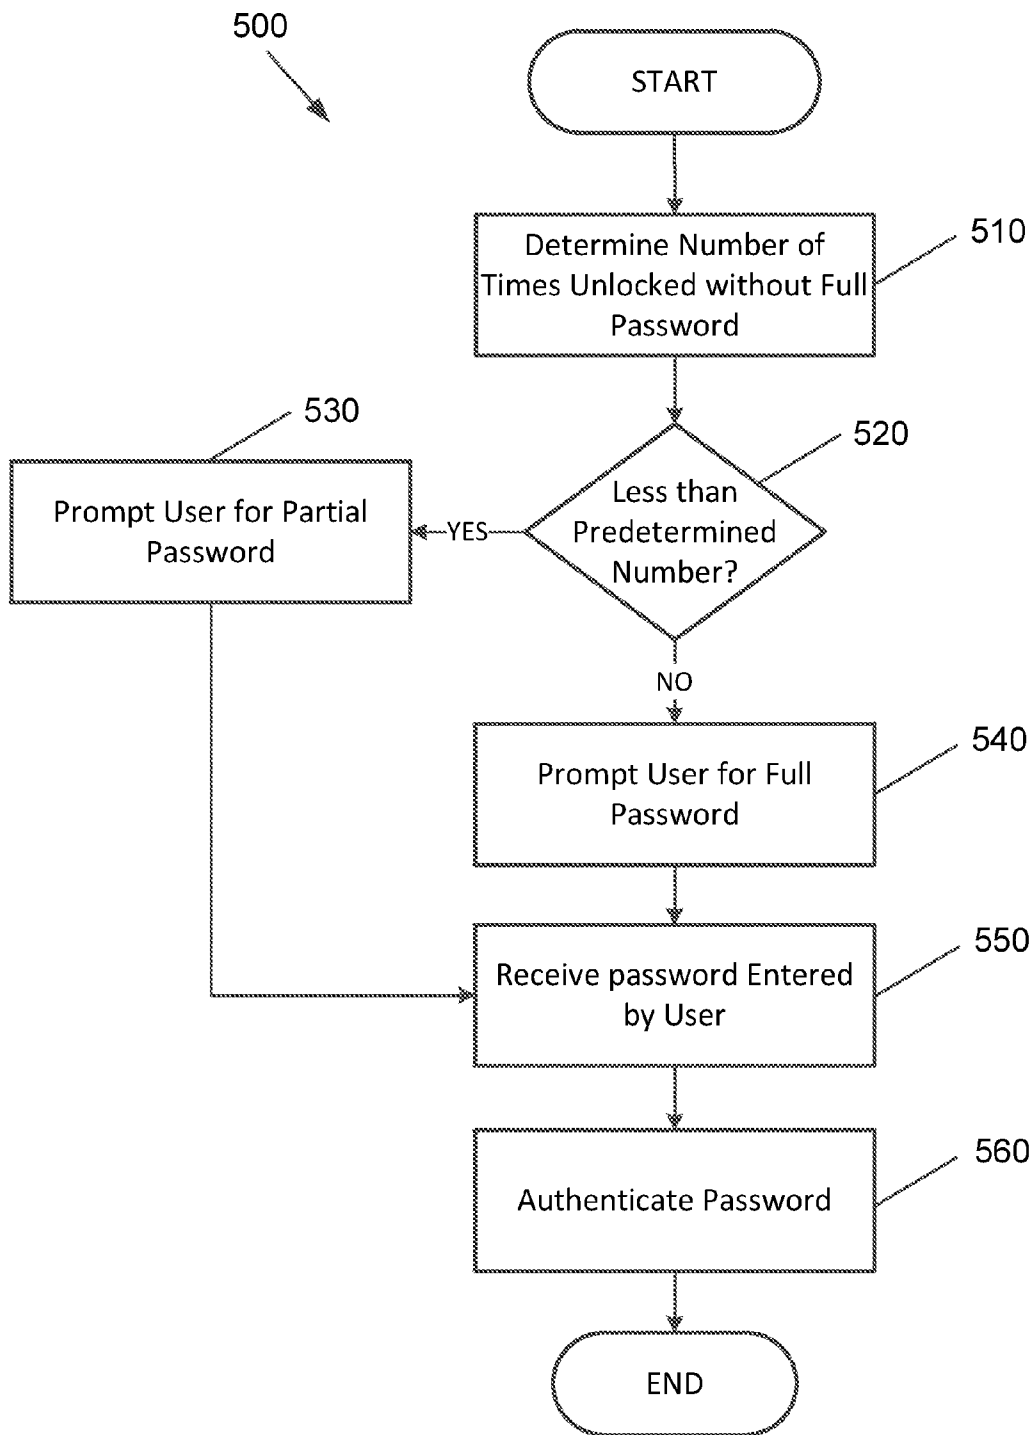 500
START
Determine Number of
Times Unlocked without Full
Password
510
530
520
Prompt User for Partial
Password
YES
Less than
Predetermined
Number?
NO
540
Prompt User for Full
Password
550
Receive password Entered
by User
560
Authenticate Password
END